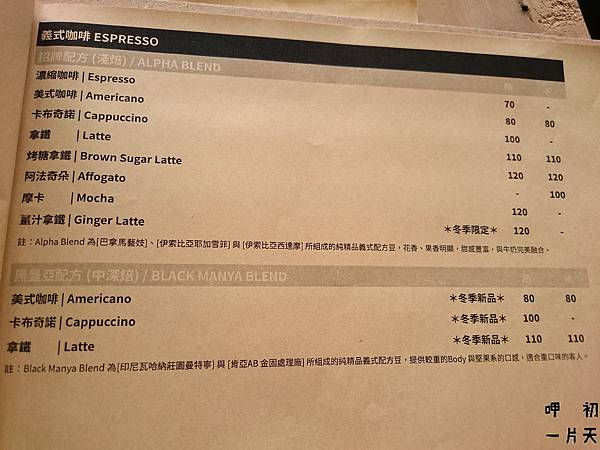 義式咖啡 ESPRESSO
招牌配方 (淺焙) / ALPHA BLEND 熱 冰
濃縮咖啡 | Espresso 70 -
美式咖啡 | Americano 80 80
卡布奇諾 | Cappuccino 100 -
拿鐵 | Latte 110 110
烤糖拿鐵 | Brown Sugar Latte 120 120
阿法奇朵 | Affogato - 100
摩卡 | Mocha 120 -
薑汁拿鐵 | Ginger Latte ＊冬季限定＊ 120 -
註：Alpha Blend 為[巴拿馬藝妓]、[伊索比亞耶加雪菲] 與 [伊索比亞西達摩] 所組成的純精品義式配方豆，花香、果香明顯，甜感豐富，與牛奶完美融合。
黑曼亞配方 (中深焙) / BLACK MANYA BLEND 熱 冰
美式咖啡 | Americano ＊冬季新品＊ 80 80
卡布奇諾 | Cappuccino ＊冬季新品＊ 100 -
拿鐵 | Latte ＊冬季新品＊ 110 110
註：Black Manya Blend 為[印尼瓦哈納莊園曼特寧] 與 [肯亞AB 金固處理廠] 所組成的純精品義式配方豆，提供較重的Body 與堅果系的口感，適合重口味的客人。
呷 初
一片天